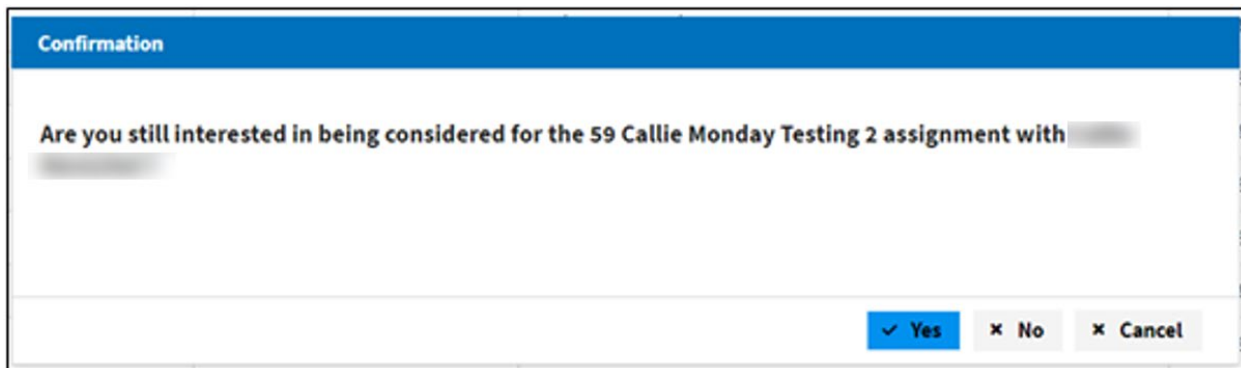 Confirmation
Are you still interested in being considered for the 59 Callie Monday Testing 2 assignment with
Yes No Cancel